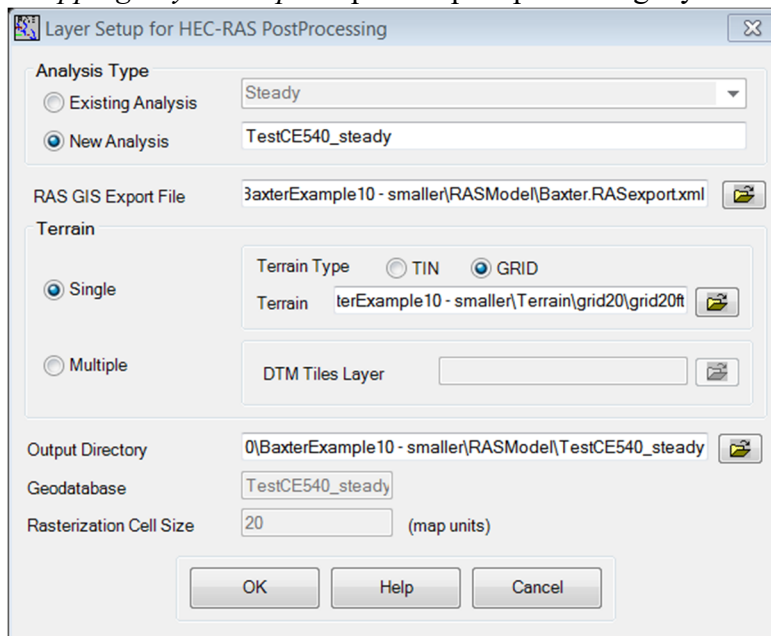 Layer Setup for HEC-RAS PostProcessing
Analysis Type
Existing Analysis
Steady
New Analysis
TestCE540_steady
RAS GIS Export File
BaxterExample10 - smaller\RASModel\Baxter.RASexport.xml
Terrain
Single
Terrain Type TIN GRID
Terrain terExample10 - smaller\Terrain\grid20\grid20ft
Multiple
DTM Tiles Layer
Output Directory
0\BaxterExample10 - smaller\RASModel\TestCE540_steady
Geodatabase
TestCE540_steady
Rasterization Cell Size
20 (map units)
OK Help Cancel